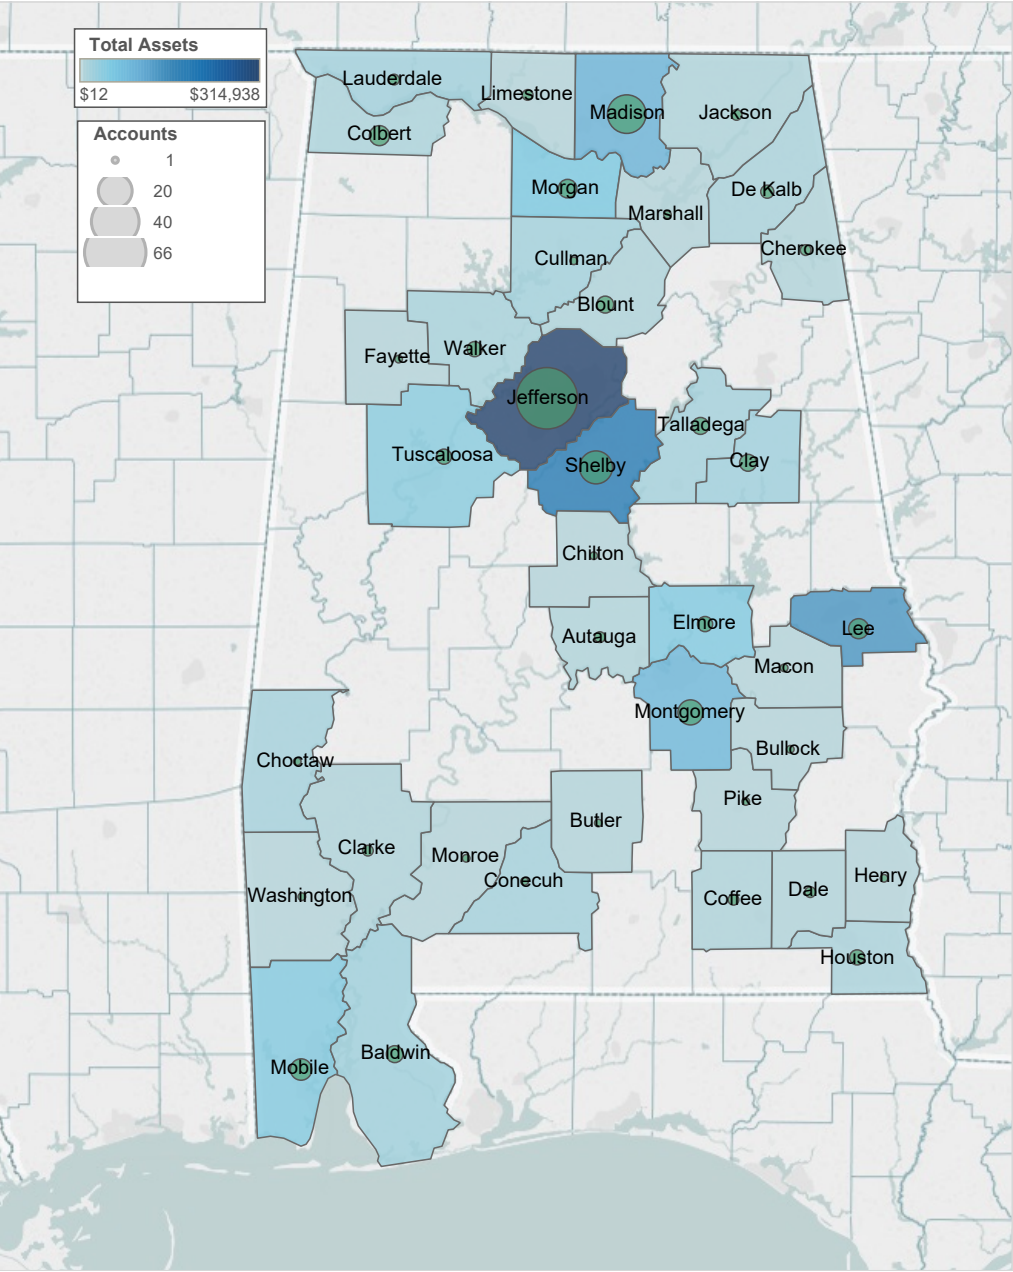 Total Assets
$12 $314,938
Accounts
1
20
40
66
Lauderdale
Limestone
Madison
Jackson
Colbert
Morgan
De Kalb
Marshall
Cullman
Cherokee
Blount
Fayette
Walker
Jefferson
Talladega
Tuscaloosa
Shelby
Clay
Chilton
Elmore
Lee
Autauga
Macon
Montgomery
Bullock
Choctaw
Pike
Butler
Clarke
Monroe
Conecuh
Henry
Dale
Washington
Coffee
Houston
Baldwin
Mobile